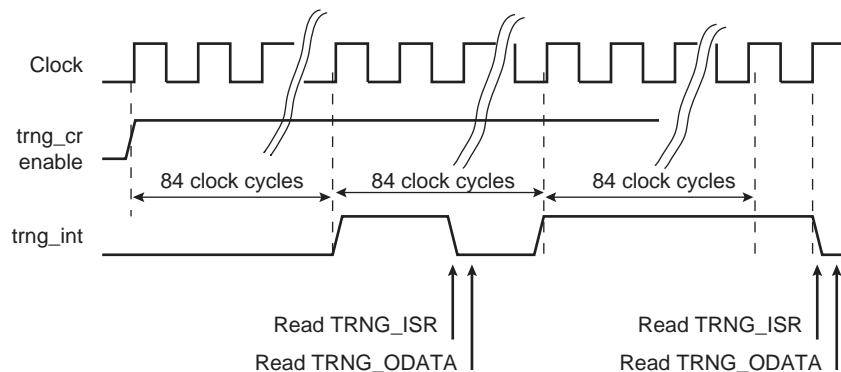 Clock
trng_cr
enable
84 clock cycles
84 clock cycles
84 clock cycles
trng_int
Read TRNG_ISR
Read TRNG_ISR
Read TRNG_ODATA
Read TRNG_ODATA